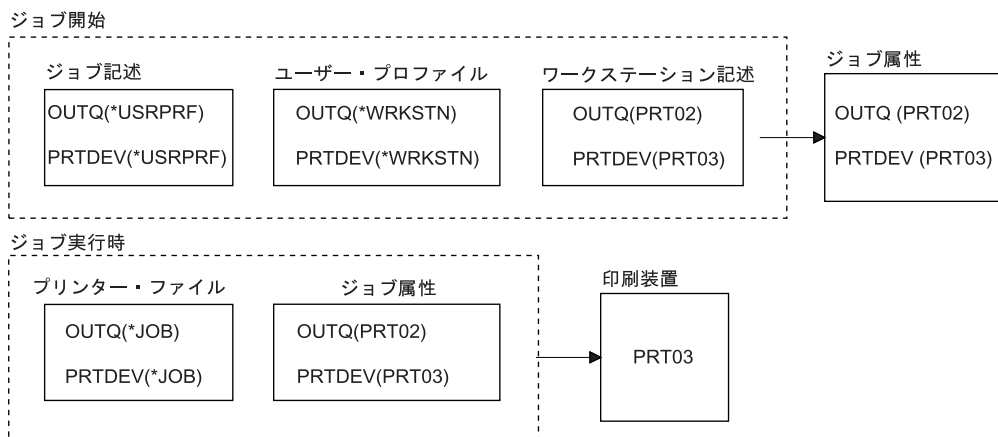 ジョブ開始
ジョブ記述
OUTQ(*USRPRF)
PRTDEV(*USRPRF)
ユーザー・プロファイル
OUTQ(*WRKSTN)
PRTDEV(*WRKSTN)
ワークステーション記述
OUTQ(PRT02)
PRTDEV(PRT03)
ジョブ属性
OUTQ (PRT02)
PRTDEV (PRT03)
ジョブ実行時
プリンター・ファイル
OUTQ(*JOB)
PRTDEV(*JOB)
ジョブ属性
OUTQ(PRT02)
PRTDEV(PRT03)
印刷装置
PRT03